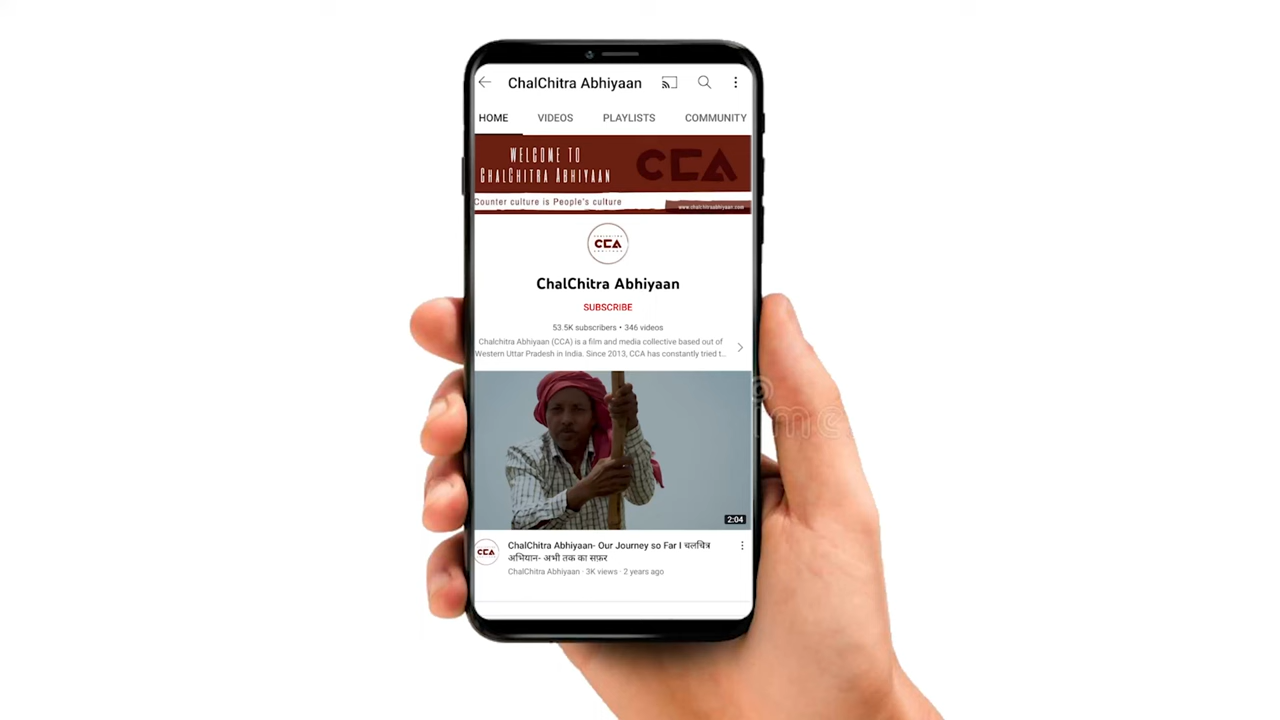 ChalChitra Abhiyaan
HOME VIDEOS PLAYLISTS COMMUNITY
WELCOME TO
CHALCHITRA ABHIYAAN
CCA
Counter culture is People's culture
www.chalchitraabhiyaan.com
CCA
ChalChitra Abhiyaan
SUBSCRIBE
53.5K subscribers • 346 videos
Chalchitra Abhiyaan (CCA) is a film and media collective based out of
Western Uttar Pradesh in India. Since 2013, CCA has constantly tried t...
2:04
CCA
ChalChitra Abhiyaan- Our Journey so Far I चलचित्र
अभियान- अभी तक का सफ़र
ChalChitra Abhiyaan · 3K views · 2 years ago